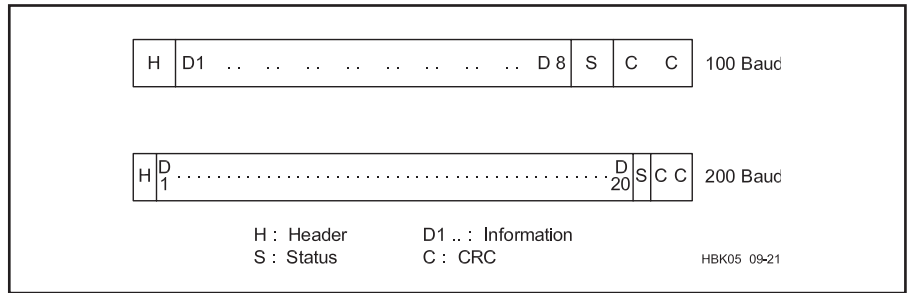 H D1 .. .. .. .. .. .. .. .. D 8 S C C 100 Baud
H D 1 ............................................. D 20 S C C 200 Baud
H : Header D1 .. : Information
S : Status C : CRC
HBK05 09-21